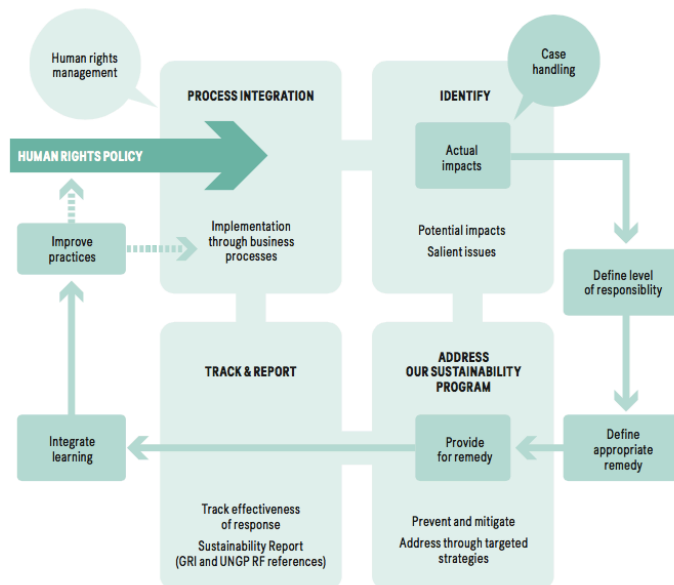 Human rights
management
Case
handling
PROCESS INTEGRATION
IDENTIFY
HUMAN RIGHTS POLICY
Actual
impacts
Improve
practices
Implementation
through business
processes
Potential impacts
Salient issues
Define level
of responsiblity
TRACK & REPORT
ADDRESS
OUR SUSTAINABILITY
PROGRAM
Integrate
learning
Provide
for remedy
Define
appropriate
remedy
Track effectiveness
of response
Sustainability Report
(GRI and UNGP RF references)
Prevent and mitigate
Address through targeted
strategies